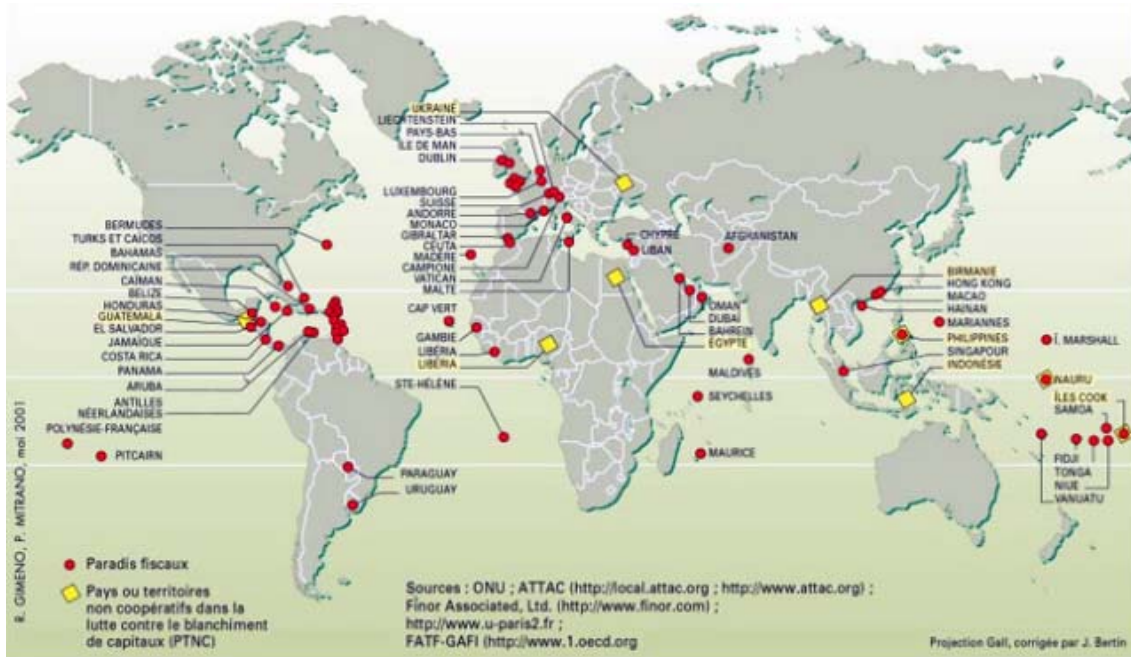 UKRAINE
LIECHTENSTEIN
PAYS-BAS
ILE DE MAN
DUBLIN
LUXEMBOURG
SUISSE
ANDORRE
MONACO
GIBRALTAR
CEUTA
MADÈRE
CAMPIONE
VATICAN
MALTE
BERMUDES
TURKS ET CAÏCOS
BAHAMAS
RÉP. DOMINICAINE
CAÏMAN
BELIZE
HONDURAS
GUATEMALA
EL SALVADOR
JAMAÏQUE
COSTA RICA
PANAMA
ARUBA
ANTILLES
NÉERLANDAISES
POLYNÉSIE-FRANÇAISE
PITCAIRN
CAP VERT
GAMBIE
LIBÉRIA
LIBÉRIA
STE-HÉLÈNE
PARAGUAY
URUGUAY
CHYPRE
LIBAN
AFGHANISTAN
OMAN
DUBAÏ
BAHREIN
ÉGYPTE
MALDIVES
SEYCHELLES
MAURICE
BIRMANIE
HONG KONG
MACAO
HAINAN
MARIANNES
PHILIPPINES
SINGAPOUR
INDONÉSIE
Î. MARSHALL
NAURU
ÎLES COOK
SAMOA
FIDJI
TONGA
NIUE
VANUATU
R. GIMENO, P. MITRANO, mai 2001
Paradis fiscaux
Pays ou territoires
non coopératifs dans la
lutte contre le blanchiment
de capitaux (PTNC)
Sources : ONU ; ATTAC (http://local.attac.org ; http://www.attac.org) ;
Finor Associated, Ltd. (http://www.finor.com) ;
http://www.u-paris2.fr ;
FATF-GAFI (http://www.1.oecd.org
Projection Gall, corrigée par J. Bertin